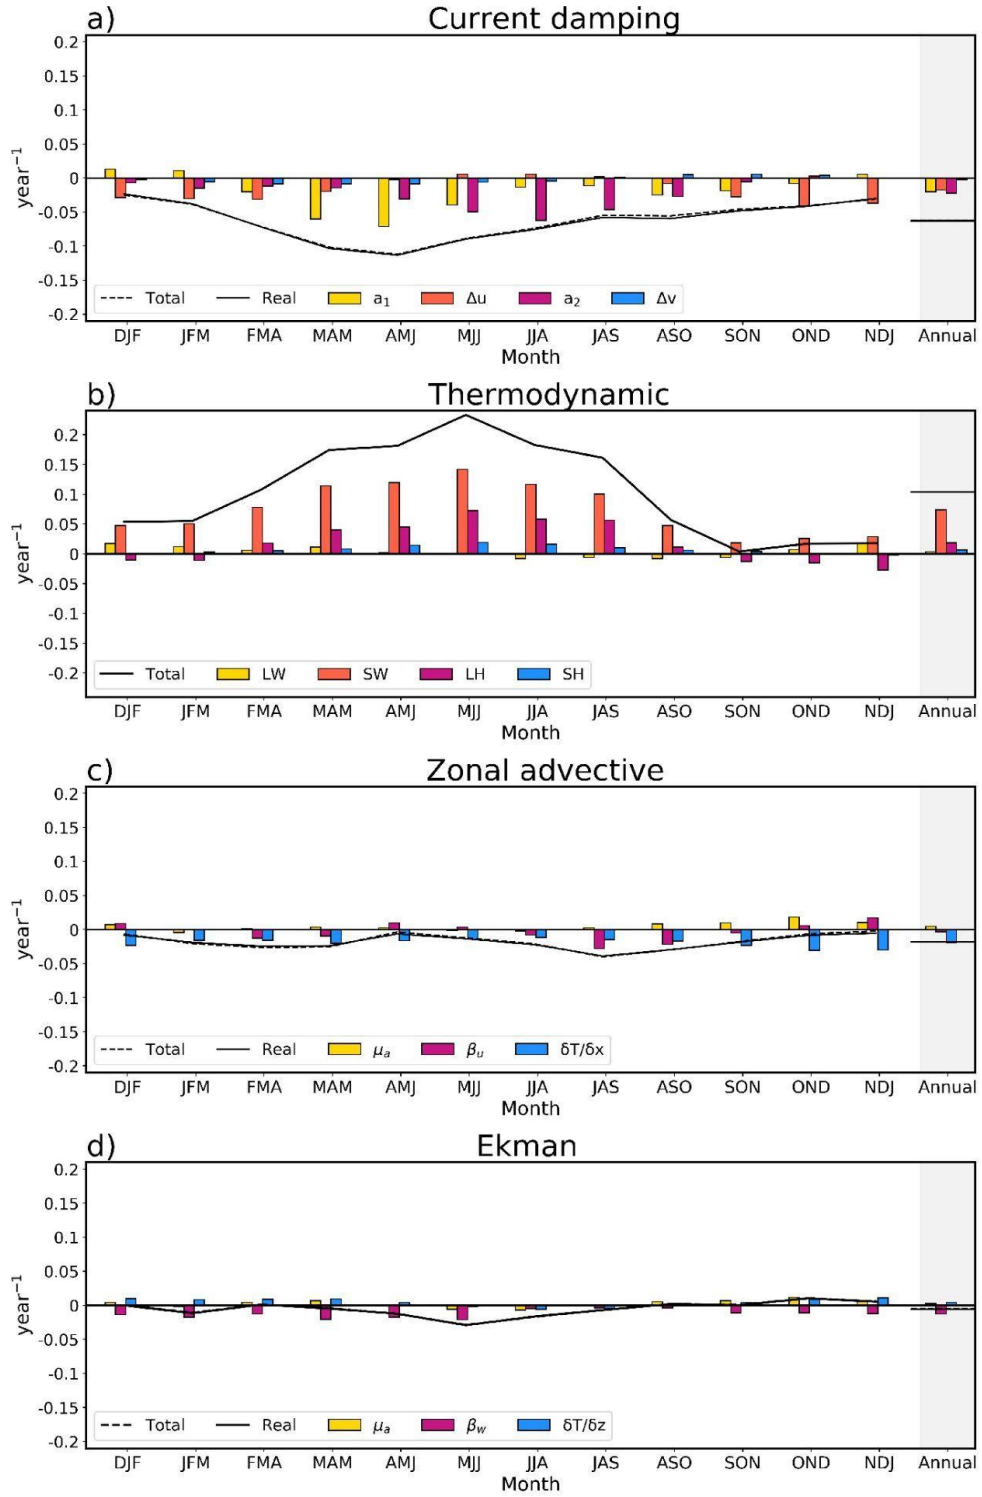 a) Current damping
0.2
0.15
0.1
0.05
0
-0.05
-0.1
-0.15
-0.2
year⁻¹
Total Real a₁ Δu a₂ Δv
DJF JFM FMA MAM AMJ MJJ JJA JAS ASO SON OND NDJ Annual
Month
b) Thermodynamic
0.2
0.15
0.1
0.05
0
-0.05
-0.1
-0.15
-0.2
year⁻¹
Total LW SW LH SH
DJF JFM FMA MAM AMJ MJJ JJA JAS ASO SON OND NDJ Annual
Month
c) Zonal advective
0.2
0.15
0.1
0.05
0
-0.05
-0.1
-0.15
-0.2
year⁻¹
Total Real μₐ βᵤ δT/δx
DJF JFM FMA MAM AMJ MJJ JJA JAS ASO SON OND NDJ Annual
Month
d) Ekman
0.2
0.15
0.1
0.05
0
-0.05
-0.1
-0.15
-0.2
year⁻¹
Total Real μₐ β_w δT/δz
DJF JFM FMA MAM AMJ MJJ JJA JAS ASO SON OND NDJ Annual
Month